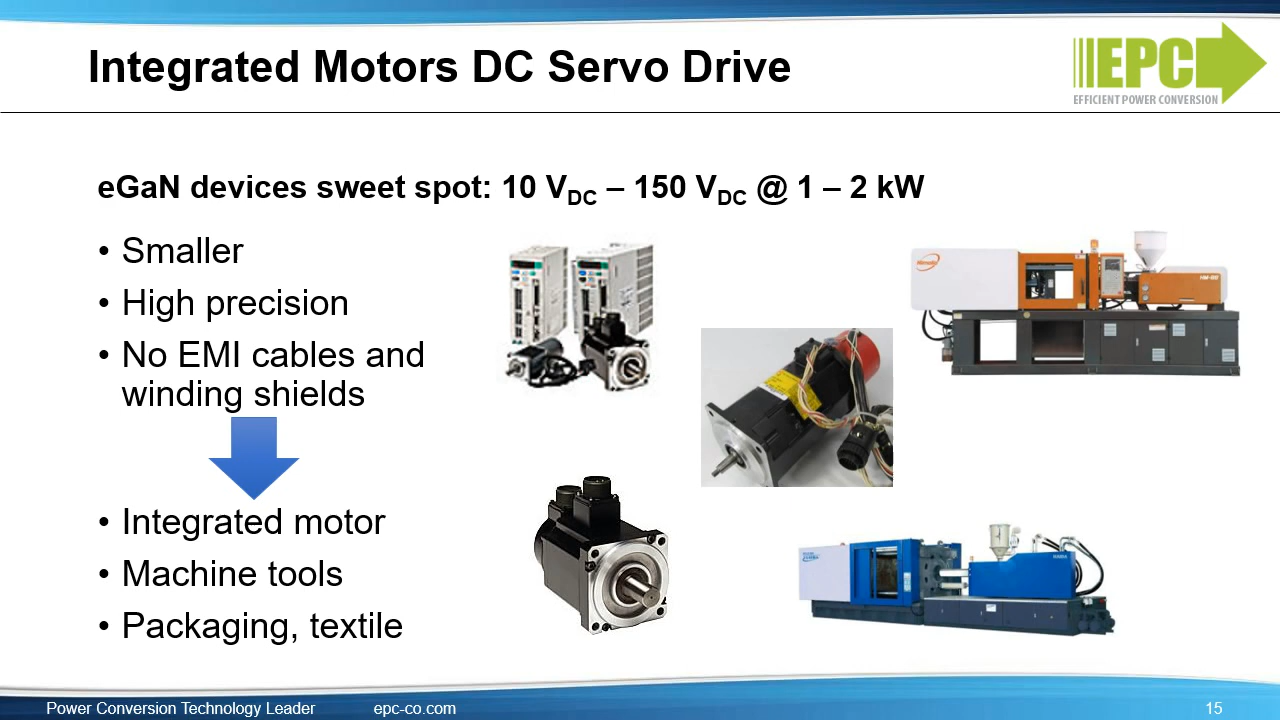 Integrated Motors DC Servo Drive
EPC
EFFICIENT POWER CONVERSION
eGaN devices sweet spot: 10 VDC – 150 VDC @ 1 – 2 kW
• Smaller
• High precision
• No EMI cables and
winding shields
• Integrated motor
• Machine tools
• Packaging, textile
Power Conversion Technology Leader
epc-co.com
15